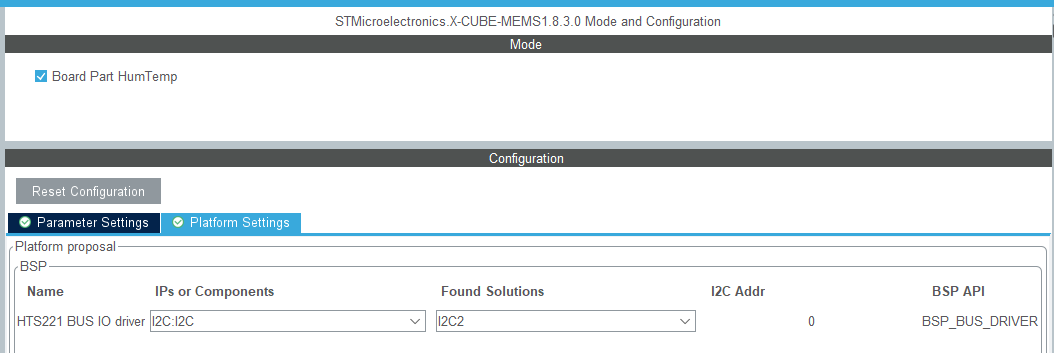 STMicroelectronics.X-CUBE-MEMS1.8.3.0 Mode and Configuration
Mode
Board Part HumTemp
Configuration
Reset Configuration
Parameter Settings Platform Settings
Platform proposal
BSP
Name IPs or Components Found Solutions I2C Addr BSP API
HTS221 BUS IO driver I2C:I2C I2C2 0 BSP_BUS_DRIVER